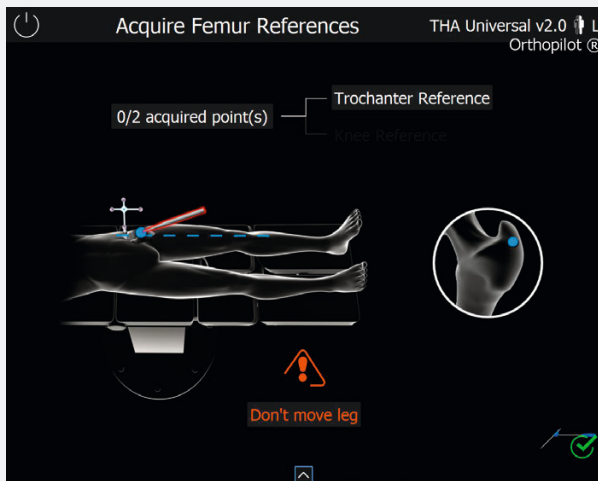 Acquire Femur References
THA Universal v2.0 L
Orthopilot ®
0/2 acquired point(s)
Trochanter Reference
Knee Reference
Don't move leg